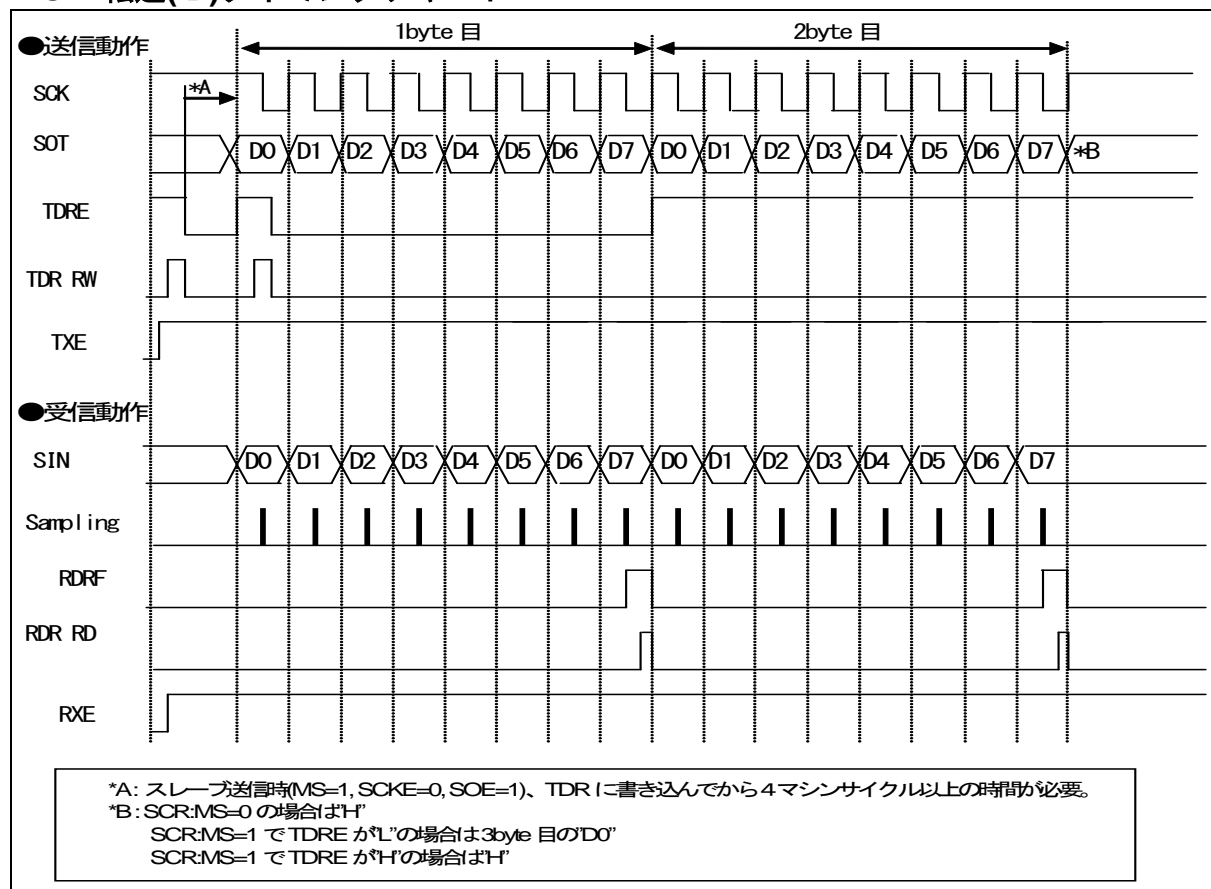 ●送信動作
1byte 目 2byte 目
SCK
*A
SOT
D0 D1 D2 D3 D4 D5 D6 D7 D0 D1 D2 D3 D4 D5 D6 D7 *B
TDRE
TDR RW
TXE
●受信動作
SIN
D0 D1 D2 D3 D4 D5 D6 D7 D0 D1 D2 D3 D4 D5 D6 D7
Sampling
RDRF
RDR RD
RXE
*A: スレーブ送信時(MS=1, SCKE=0, SOE=1)、TDR に書き込んでから4マシンサイクル以上の時間が必要。
*B:SCR:MS=0 の場合は"H"
SCR:MS=1 で TDRE が"L"の場合は 3byte 目の"D0"
SCR:MS=1 で TDRE が"H"の場合は"H"